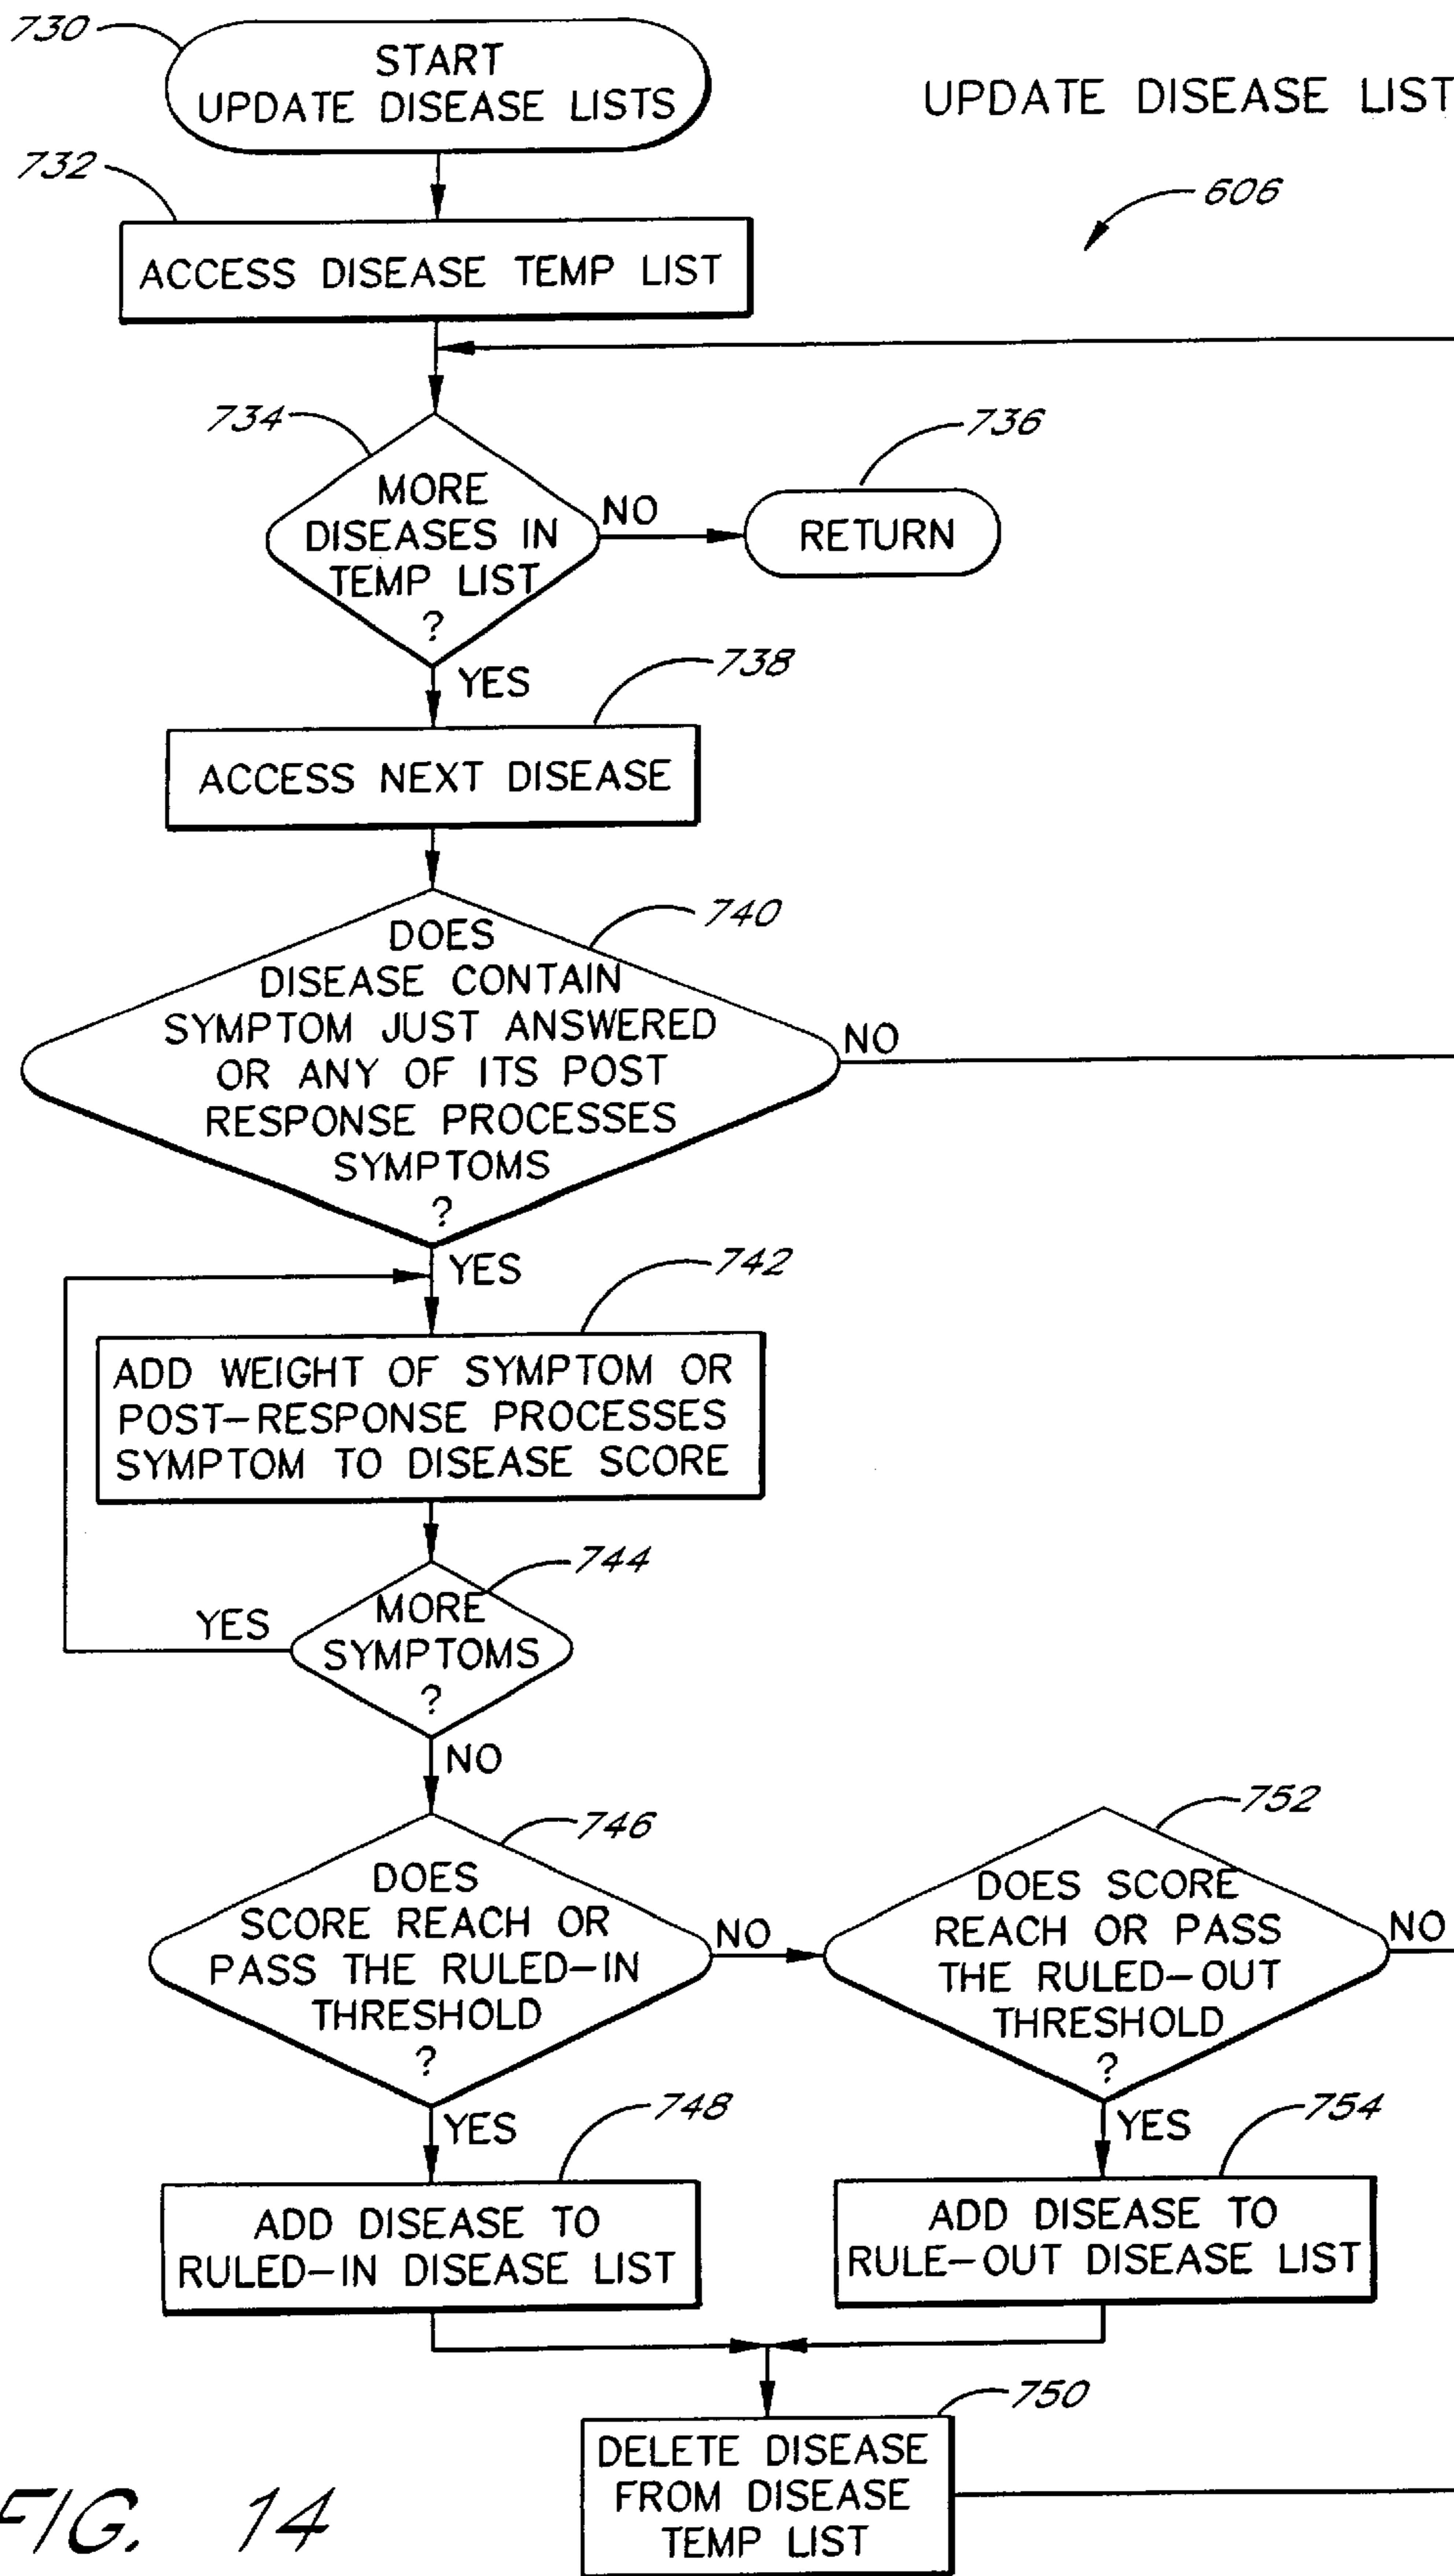 730
START
UPDATE DISEASE LISTS
UPDATE DISEASE LIST
732
606
ACCESS DISEASE TEMP LIST
734
736
MORE
DISEASES IN
TEMP LIST
?
NO
RETURN
YES
738
ACCESS NEXT DISEASE
740
DOES
DISEASE CONTAIN
SYMPTOM JUST ANSWERED
OR ANY OF ITS POST
RESPONSE PROCESSES
SYMPTOMS
?
NO
YES
742
ADD WEIGHT OF SYMPTOM OR
POST-RESPONSE PROCESSES
SYMPTOM TO DISEASE SCORE
744
YES
MORE
SYMPTOMS
?
NO
746
DOES
SCORE REACH OR
PASS THE RULED-IN
THRESHOLD
?
NO
752
DOES SCORE
REACH OR PASS
THE RULED-OUT
THRESHOLD
?
NO
YES
748
YES
754
ADD DISEASE TO
RULED-IN DISEASE LIST
ADD DISEASE TO
RULE-OUT DISEASE LIST
750
DELETE DISEASE
FROM DISEASE
TEMP LIST
FIG. 14